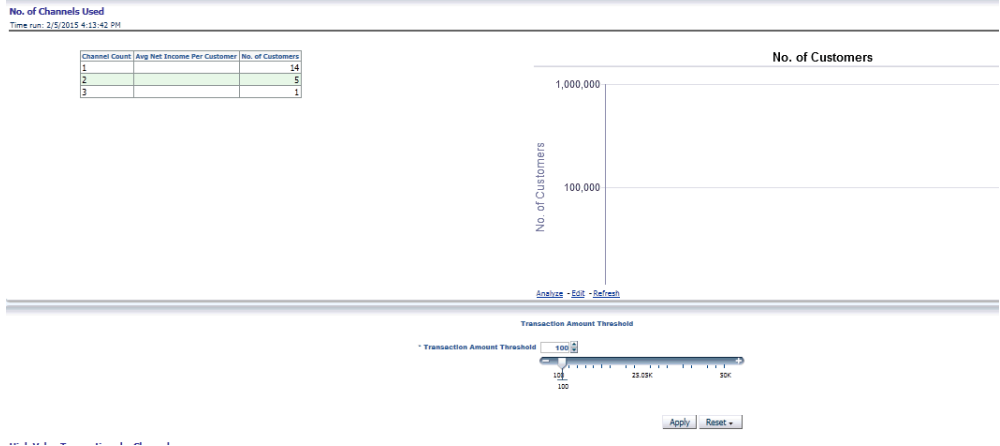 No. of Channels Used
Time run: 2/5/2015 4:13:42 PM
Channel Count Avg Net Income Per Customer No. of Customers
1 14
2 5
3 1
No. of Customers
1,000,000
No. of Customers
100,000
Analyze - Edit - Refresh
Transaction Amount Threshold
* Transaction Amount Threshold 100
100 25.05K 50K
100
Apply Reset